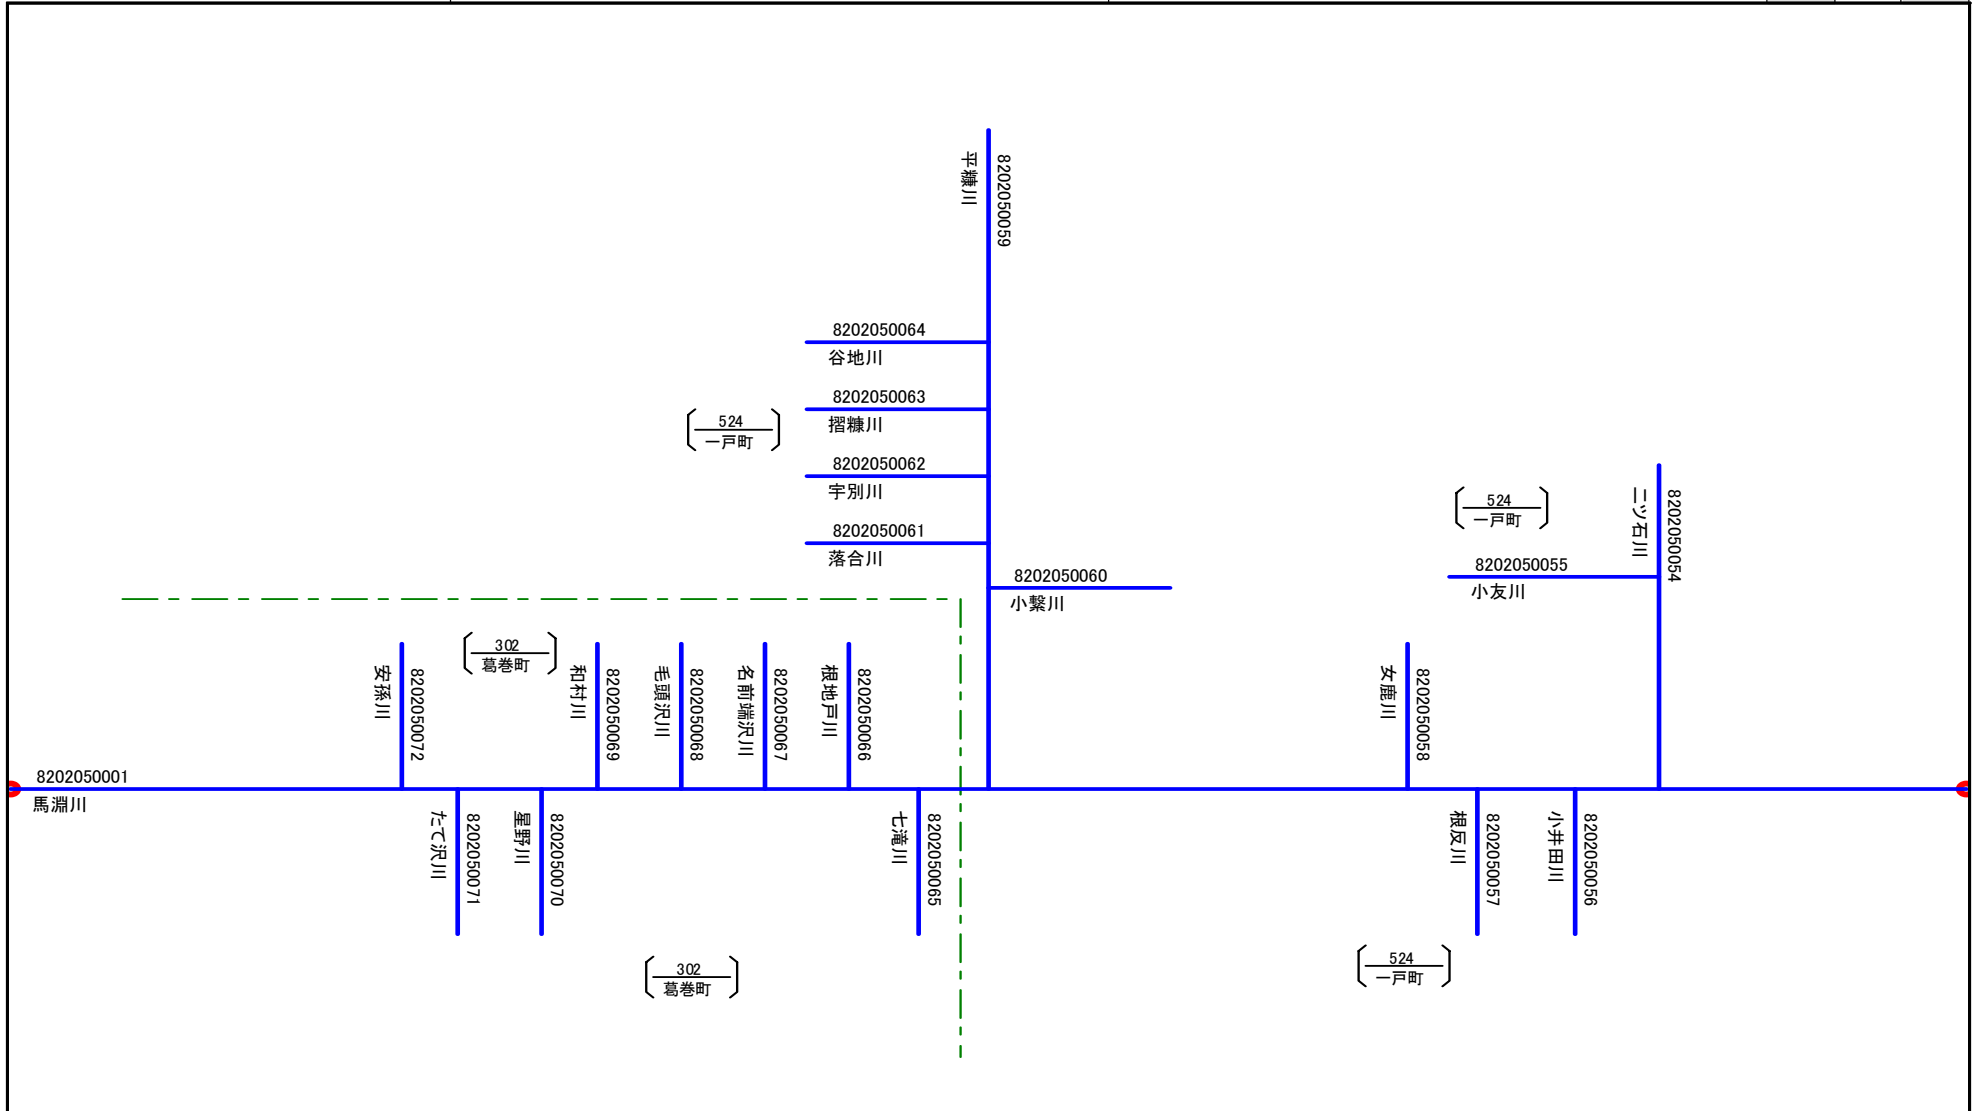 平糠川
8202050059
8202050064
谷地川
8202050063
摺糠川
524
一戸町
8202050062
宇別川
8202050061
落合川
8202050060
小繋川
524
一戸町
二ツ石川
8202050054
8202050055
小友川
302
葛巻町
安孫川
8202050072
和村川
8202050069
毛頭沢川
8202050068
名前端沢川
8202050067
根地戸川
8202050066
女鹿川
8202050058
8202050001
馬淵川
たて沢川
8202050071
星野川
8202050070
七滝川
8202050065
根反川
8202050057
小井田川
8202050056
302
葛巻町
524
一戸町